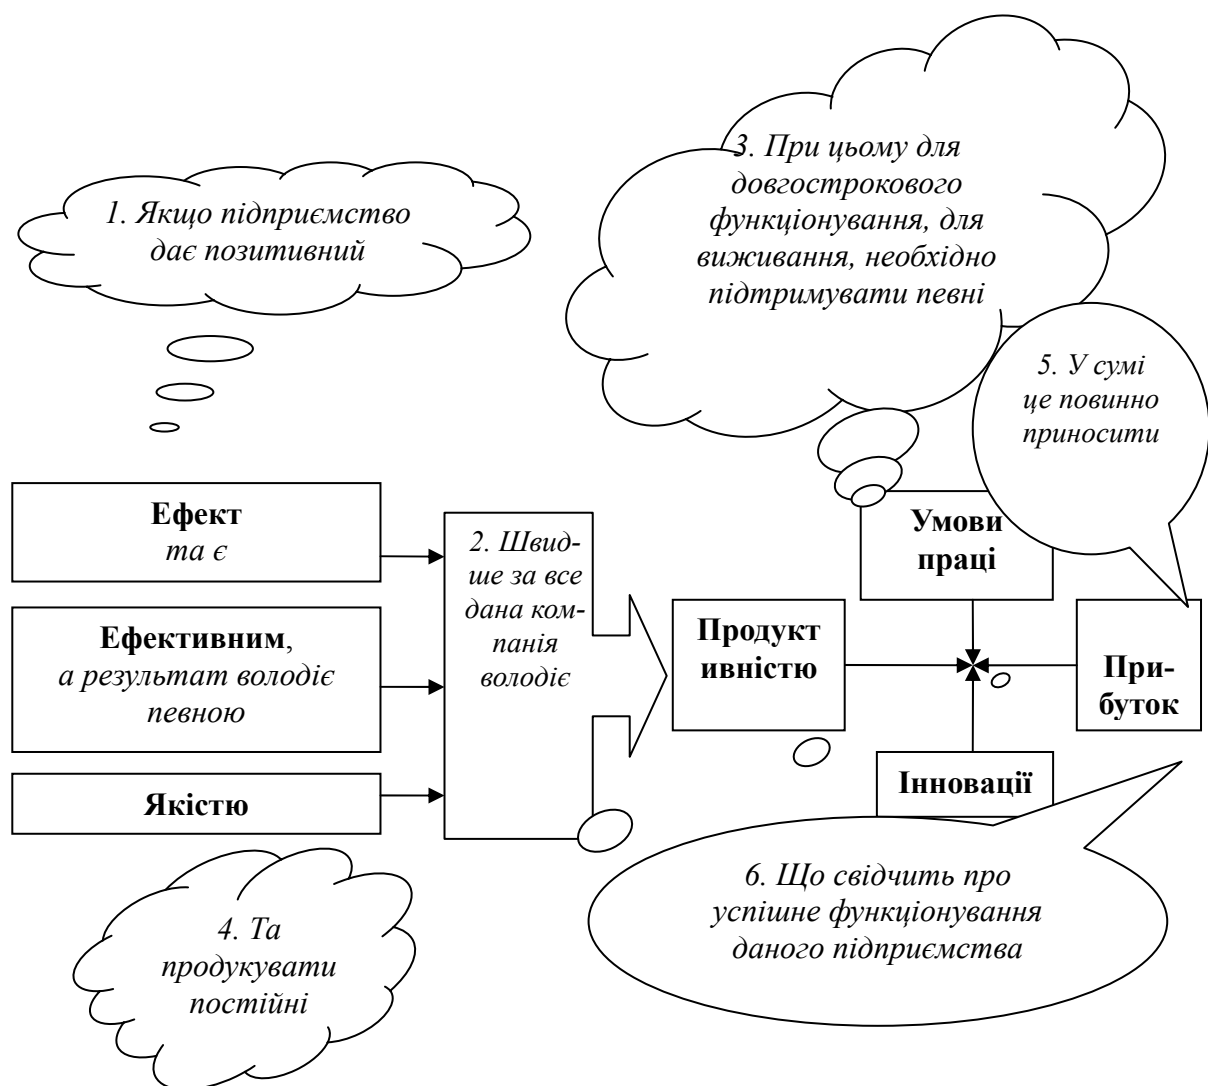 1. Якщо підприємство
дає позитивний
Ефект
та є
Ефективним,
а результат володіє
певною
Якістю
2. Швид-
ше за все
дана ком-
панія
володіє
Продукт
ивністю
3. При цьому для
довгострокового
функціонування, для
виживання, необхідно
підтримувати певні
Умови
праці
4. Та
продукувати
постійні
Інновації
5. У сумі
це повинно
приносити
При-
буток
6. Що свідчить про
успішне функціонування
даного підприємства